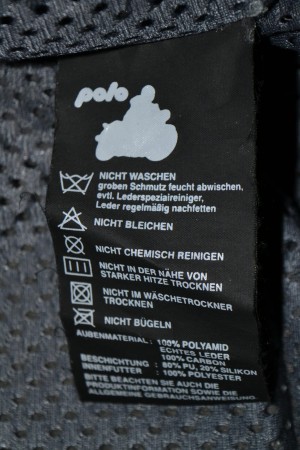 polo
NICHT WASCHEN
groben Schmutz feucht abwischen,
evtl. Lederspezialreiniger,
Leder regelmäßig nachfetten
NICHT BLEICHEN
NICHT CHEMISCH REINIGEN
NICHT IN DER NÄHE VON
STARKER HITZE TROCKNEN
NICHT IM WÄSCHETROCKNER
TROCKNEN
NICHT BÜGELN
AUßENMATERIAL: 100% POLYAMID
ECHTES LEDER
100% CARBON
BESCHICHTUNG : 80% PU, 20% SILIKON
INNENFUTTER : 100% POLYESTER
BITTE BEACHTEN SIE AUCH DIE
PRODUKTINFORMATION SOWIE DIE
ALLGEMEINE GEBRAUCHSANWEISUNG.